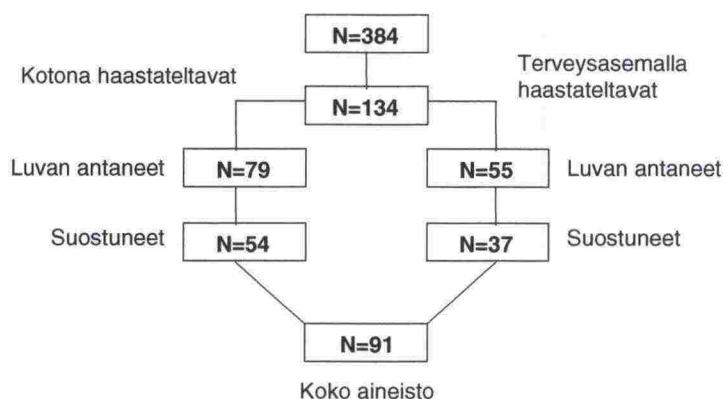 N=384
Kotona haastateltavat
Terveysasemalla
haastateltavat
N=134
Luvan antaneet
N=79
N=55
Luvan antaneet
Suostuneet
N=54
N=37
Suostuneet
N=91
Koko aineisto